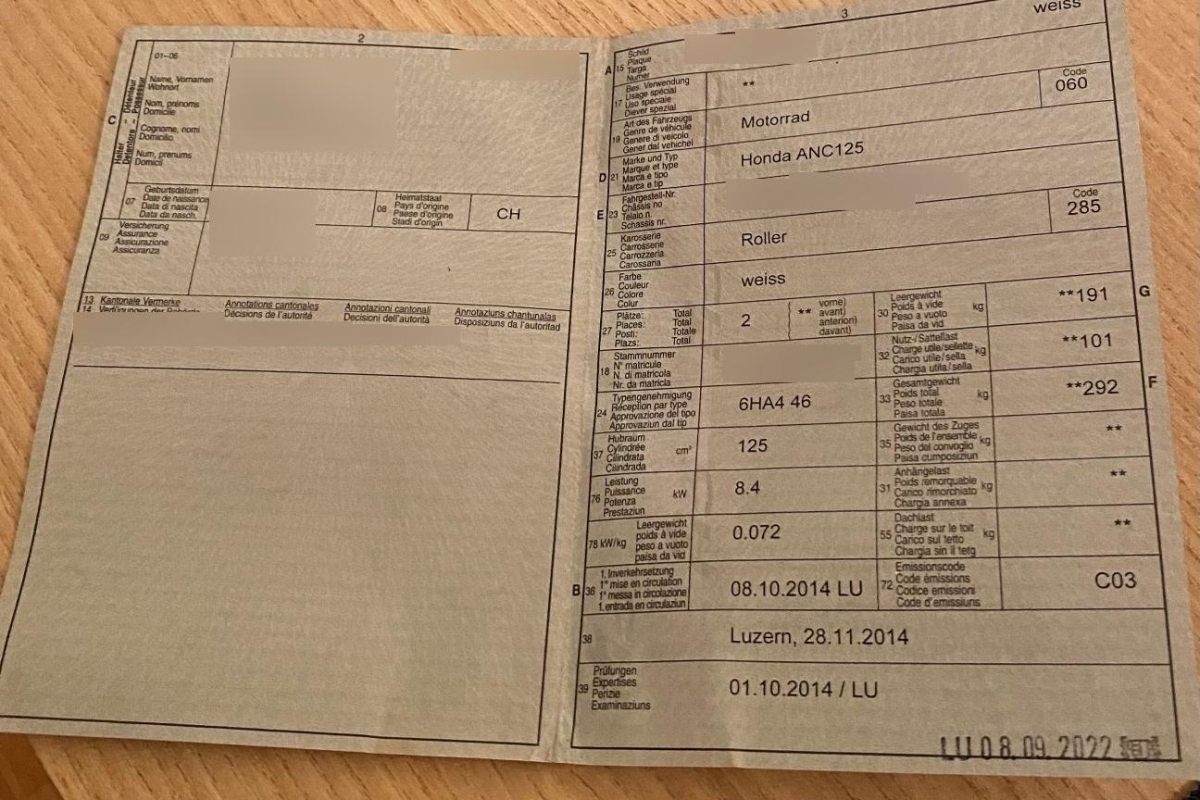 2
01-06
C
Halter - Détenteur
Detentore - Possessur
Name, Vornamen
Wohnort
Nom, prénoms
Domicile
Cognome, nomi
Domicilio
Num, prenums
Domicil
07
Geburtsdatum
Date de naissance
Data di nascita
Data da nasch.
08
Heimatstaat
Pays d'origine
Paese d'origine
Stadi d'origin
CH
09
Versicherung
Assurance
Assicurazione
Assicuranza
13 Kantonale Vermerke
Annotations cantonales
Annotazioni cantonali
Annotaziuns chantunalas
14
Décisions de l'autorité
Decisioni dell'autorità
Disposiziuns da l'autoritad
3
weiss
A
15
Schild
Plaque
Targa
Numer
17
Bes. Verwendung
Usage spécial
Uso speciale
Diever spezial
**
Code
060
19
Art des Fahrzeugs
Genre de véhicule
Genere di veicolo
Gener dal vehichel
Motorrad
D
21
Marke und Typ
Marque et type
Marca e tipo
Marca e tip
Honda ANC125
E
23
Fahrgestell-Nr.
Châssis no
Telaio n.
Schassis nr.
25
Karosserie
Carrosserie
Carrozzeria
Carossaria
Roller
Code
285
26
Farbe
Couleur
Colore
Colur
weiss
27
Plätze: Total
Places: Total
Posti: Totale
Plazs: Total
2
**
vorne)
avant)
anteriori)
davant)
30
Leergewicht
Poids à vide
Peso a vuoto
Paisa da vid
kg
**191
G
18
Stammnummer
N° matricule
N. di matricola
Nr. da matricla
32
Nutz-/Sattellast
Charge utile/sellette
Carico utile/sella
Chargia utila/sella
kg
**101
24
Typengenehmigung
Réception par type
Approvazione del tipo
Approvaziun dal tip
6HA4 46
33
Gesamtgewicht
Poids total
Peso totale
Paisa totala
kg
**292
F
37
Hubraum
Cylindrée
Cilindrata
Cilindrada
cm³
125
35
Gewicht des Zuges
Poids de l'ensemble
Peso del convoglio
Paisa cumposiziun
kg
**
76
Leistung
Puissance
Potenza
Prestaziun
kW
8.4
31
Anhängelast
Poids remorquable
Carico rimorchiato
Chargia annexa
kg
**
78 kW/kg
Leergewicht
poids à vide
peso a vuoto
paisa da vid
0.072
55
Dachlast
Charge sur le toit
Carico sul tetto
Chargia sin il tetg
kg
**
B
36
1. Inverkehrsetzung
1re mise en circulation
1a messa in circolazione
1. entrada en circulaziun
08.10.2014 LU
72
Emissionscode
Code émissions
Codice emissioni
Code d'emissiuns
C03
38
Luzern, 28.11.2014
39
Prüfungen
Expertises
Perizie
Examinaziuns
01.10.2014 / LU
LU 08.09.2022